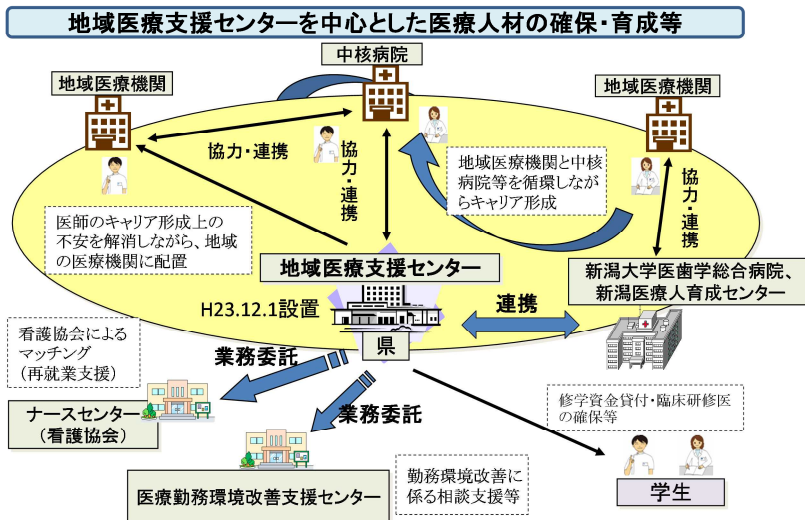 地域医療支援センターを中心とした医療人材の確保・育成等
中核病院
地域医療機関
地域医療機関
協力・連携
協力・連携
協力・連携
地域医療機関と中核
病院等を循環しなが
らキャリア形成
医師のキャリア形成上の
不安を解消しながら、地域
の医療機関に配置
地域医療支援センター
H23.12.1設置
県
連携
新潟大学医歯学総合病院、
新潟医療人育成センター
看護協会による
マッチング
(再就業支援)
業務委託
ナースセンター
(看護協会)
業務委託
医療勤務環境改善支援センター
勤務環境改善に
係る相談支援等
修学資金貸付・臨床研修医
の確保等
学生